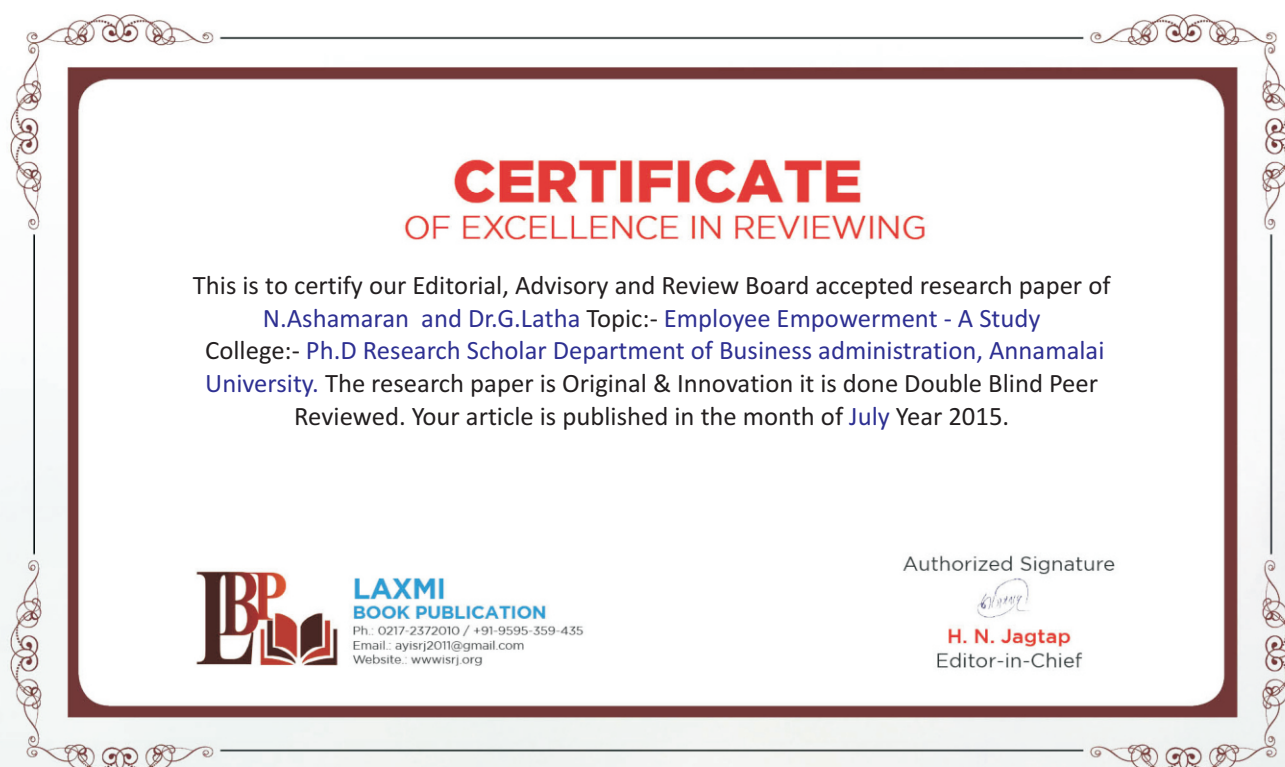 CERTIFICATE
OF EXCELLENCE IN REVIEWING
This is to certify our Editorial, Advisory and Review Board accepted research paper of
N.Ashamaran and Dr.G.Latha Topic:- Employee Empowerment - A Study
College:- Ph.D Research Scholar Department of Business administration, Annamalai
University. The research paper is Original & Innovation it is done Double Blind Peer
Reviewed. Your article is published in the month of July Year 2015.
LBP
LAXMI
BOOK PUBLICATION
Ph.: 0217-2372010 / +91-9595-359-435
Email.: ayisrj2011@gmail.com
Website.: wwwisrj.org
Authorized Signature
H. N. Jagtap
Editor-in-Chief